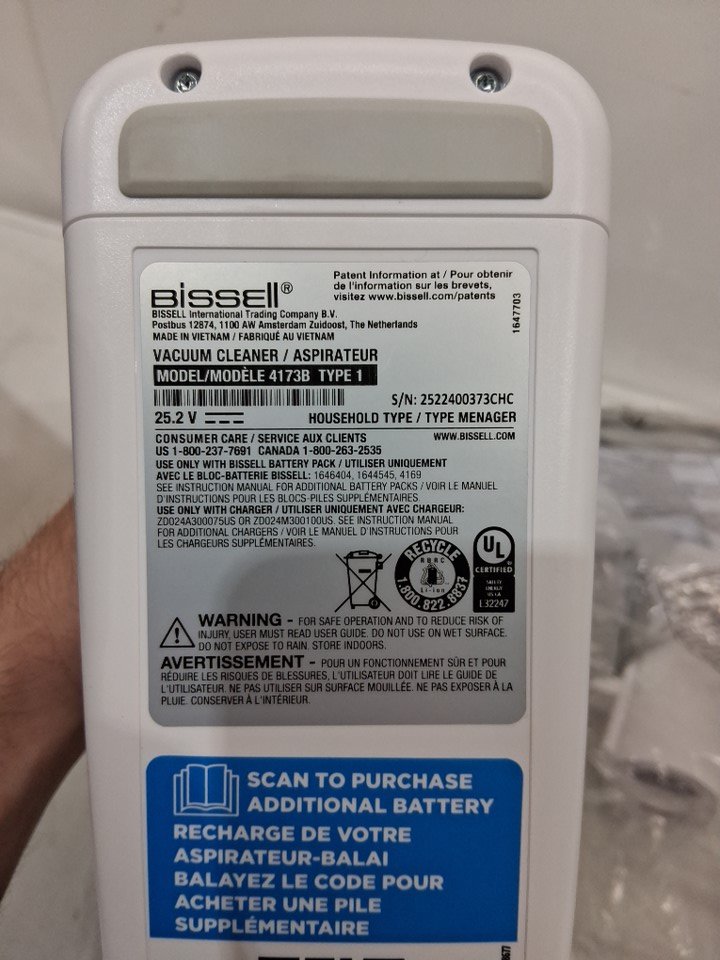 BISSELL®
Patent Information at / Pour obtenir
de l'information sur les brevets,
visitez www.bissell.com/patents
BISSELL International Trading Company B.V.
Postbus 12874, 1100 AW Amsterdam Zuidoost, The Netherlands
MADE IN VIETNAM / FABRIQUÉ AU VIETNAM
1647703
VACUUM CLEANER / ASPIRATEUR
MODEL/MODÈLE 4173B TYPE 1
S/N: 2522400373CHC
25.2 V
HOUSEHOLD TYPE / TYPE MENAGER
CONSUMER CARE / SERVICE AUX CLIENTS
WWW.BISSELL.COM
US 1-800-237-7691 CANADA 1-800-263-2535
USE ONLY WITH BISSELL BATTERY PACK / UTILISER UNIQUEMENT
AVEC LE BLOC-BATTERIE BISSELL: 1646404, 1644545, 4169
SEE INSTRUCTION MANUAL FOR ADDITIONAL BATTERY PACKS / VOIR LE MANUEL
D'INSTRUCTIONS POUR LES BLOCS-PILES SUPPLÉMENTAIRES.
USE ONLY WITH CHARGER / UTILISER UNIQUEMENT AVEC CHARGEUR:
ZD024A300075US OR ZD024M300100US. SEE INSTRUCTION MANUAL
FOR ADDITIONAL CHARGERS / VOIR LE MANUEL D'INSTRUCTIONS POUR
LES CHARGEURS SUPPLÉMENTAIRES.
RECYCLE
RBRC
Li-ion
1.800.822.8837
UL
CERTIFIED
SAFETY
ENERGY
US CA
L32247
WARNING - FOR SAFE OPERATION AND TO REDUCE RISK OF
INJURY, USER MUST READ USER GUIDE. DO NOT USE ON WET SURFACE.
DO NOT EXPOSE TO RAIN. STORE INDOORS.
AVERTISSEMENT - POUR UN FONCTIONNEMENT SÛR ET POUR
RÉDUIRE LES RISQUES DE BLESSURES, L'UTILISATEUR DOIT LIRE LE GUIDE DE
L'UTILISATEUR. NE PAS UTILISER SUR SURFACE MOUILLÉE. NE PAS EXPOSER À LA
PLUIE. CONSERVER À L'INTÉRIEUR.
SCAN TO PURCHASE
ADDITIONAL BATTERY
RECHARGE DE VOTRE
ASPIRATEUR-BALAI
BALAYEZ LE CODE POUR
ACHETER UNE PILE
SUPPLÉMENTAIRE